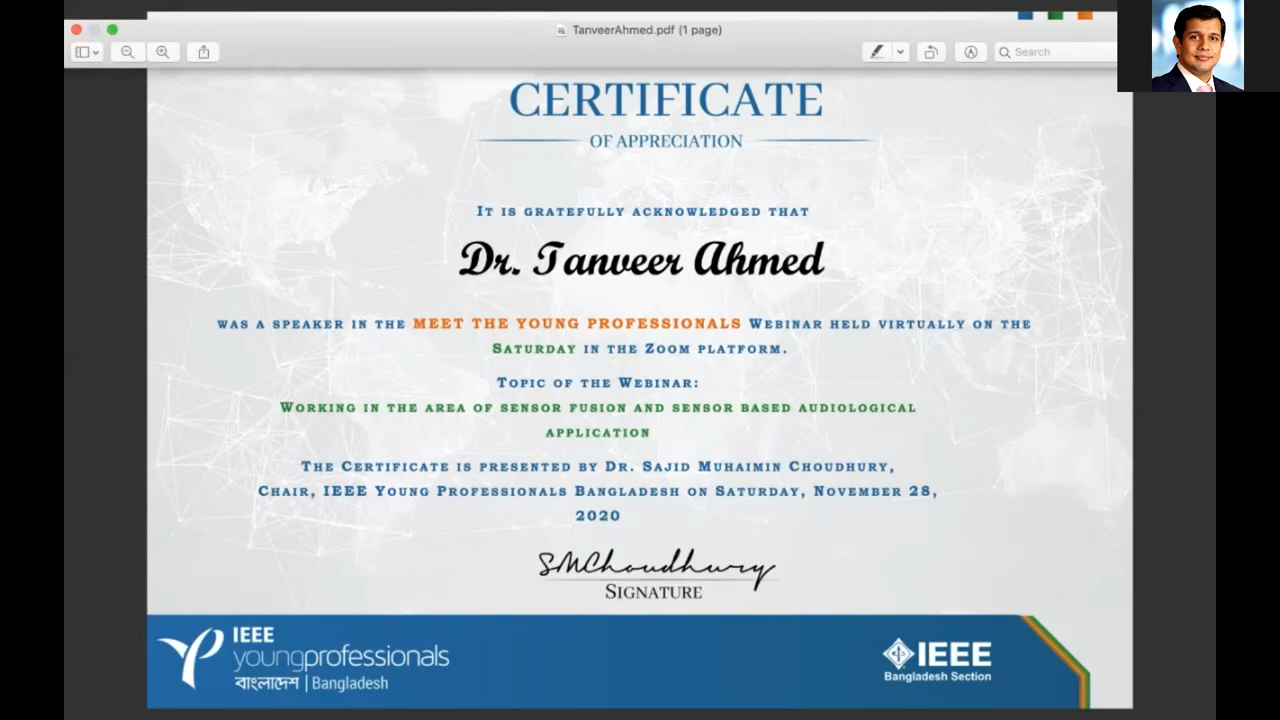 TanveerAhmed.pdf (1 page)
Search
CERTIFICATE
OF APPRECIATION
IT IS GRATEFULLY ACKNOWLEDGED THAT
Dr. Tanveer Ahmed
WAS A SPEAKER IN THE MEET THE YOUNG PROFESSIONALS WEBINAR HELD VIRTUALLY ON THE
SATURDAY IN THE ZOOM PLATFORM.
TOPIC OF THE WEBINAR:
WORKING IN THE AREA OF SENSOR FUSION AND SENSOR BASED AUDIOLOGICAL
APPLICATION
THE CERTIFICATE IS PRESENTED BY DR. SAJID MUHAIMIN CHOUDHURY,
CHAIR, IEEE YOUNG PROFESSIONALS BANGLADESH ON SATURDAY, NOVEMBER 28,
2020
SMChoudhury
SIGNATURE
IEEE
youngprofessionals
বাংলাদেশ | Bangladesh
IEEE
Bangladesh Section